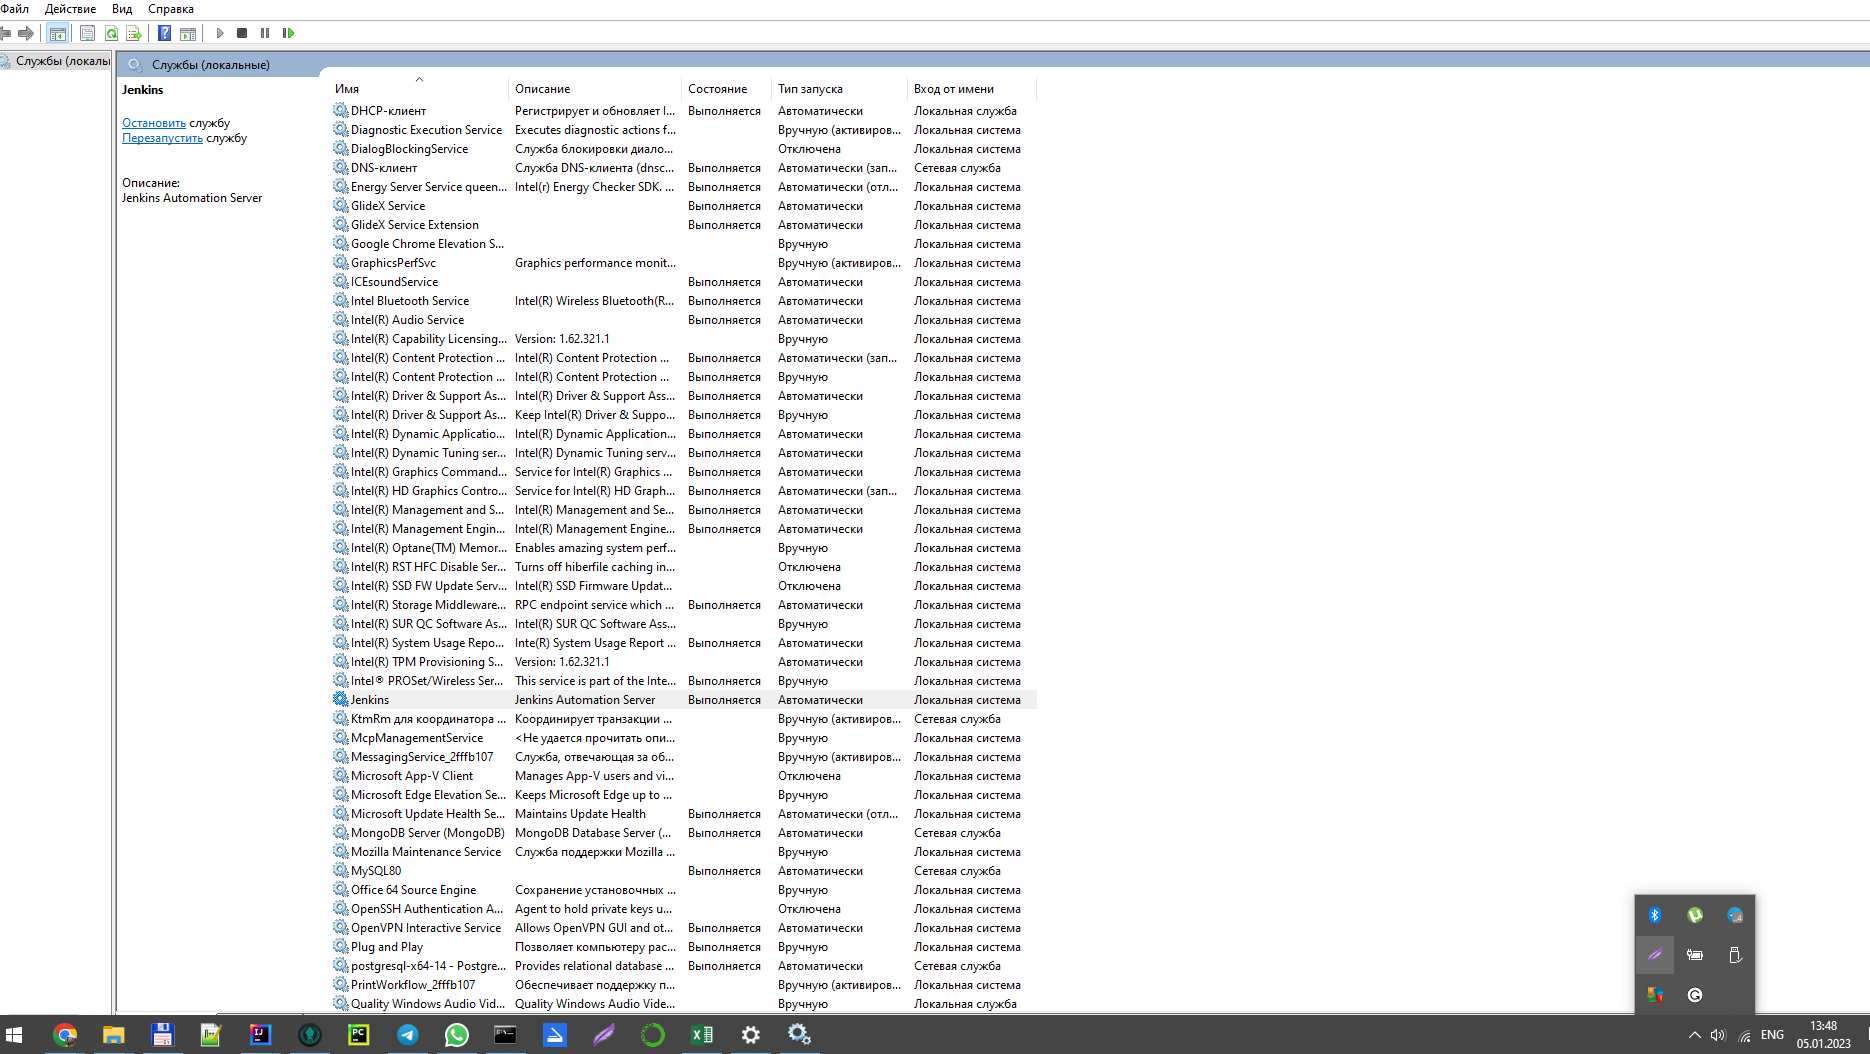 Файл Действие Вид Справка
Службы (локаль
Службы (локальные)
Jenkins
Остановить службу
Перезапустить службу
Описание:
Jenkins Automation Server
Имя Описание Состояние Тип запуска Вход от имени
DHCP-клиент Регистрирует и обновляет I... Выполняется Автоматически Локальная служба
Diagnostic Execution Service Executes diagnostic actions f... Вручную (активиров... Локальная система
DialogBlockingService Служба блокировки диало... Отключена Локальная система
DNS-клиент Служба DNS-клиента (dnsc... Выполняется Автоматически (зап... Сетевая служба
Energy Server Service queen... Intel(r) Energy Checker SDK. ... Выполняется Автоматически (отл... Локальная система
GlideX Service Выполняется Автоматически Локальная система
GlideX Service Extension Выполняется Автоматически Локальная система
Google Chrome Elevation S... Вручную Локальная система
GraphicsPerfSvc Graphics performance monit... Вручную (активиров... Локальная система
ICEsoundService Выполняется Автоматически Локальная система
Intel Bluetooth Service Intel(R) Wireless Bluetooth(R... Выполняется Автоматически Локальная система
Intel(R) Audio Service Выполняется Автоматически Локальная система
Intel(R) Capability Licensing... Version: 1.62.321.1 Вручную Локальная система
Intel(R) Content Protection ... Intel(R) Content Protection ... Выполняется Автоматически (зап... Локальная система
Intel(R) Content Protection ... Intel(R) Content Protection ... Выполняется Вручную Локальная система
Intel(R) Driver & Support As... Intel(R) Driver & Support Ass... Выполняется Автоматически Локальная система
Intel(R) Driver & Support As... Keep Intel(R) Driver & Suppo... Выполняется Вручную Локальная система
Intel(R) Dynamic Applicatio... Intel(R) Dynamic Application... Выполняется Автоматически Локальная система
Intel(R) Dynamic Tuning ser... Intel(R) Dynamic Tuning serv... Выполняется Автоматически Локальная система
Intel(R) Graphics Command... Service for Intel(R) Graphics ... Выполняется Автоматически Локальная система
Intel(R) HD Graphics Contro... Service for Intel(R) HD Graph... Выполняется Автоматически (зап... Локальная система
Intel(R) Management and S... Intel(R) Management and Se... Выполняется Автоматически Локальная система
Intel(R) Management Engin... Intel(R) Management Engine... Выполняется Автоматически Локальная система
Intel(R) Optane(TM) Memor... Enables amazing system perf... Вручную Локальная система
Intel(R) RST HFC Disable Ser... Turns off hiberfile caching in... Отключена Локальная система
Intel(R) SSD FW Update Serv... Intel(R) SSD Firmware Updat... Отключена Локальная система
Intel(R) Storage Middleware... RPC endpoint service which ... Выполняется Автоматически Локальная система
Intel(R) SUR QC Software As... Intel(R) SUR QC Software Ass... Вручную Локальная система
Intel(R) System Usage Repo... Inte(R) System Usage Report ... Выполняется Автоматически Локальная система
Intel(R) TPM Provisioning S... Version: 1.62.321.1 Автоматически Локальная система
Intel® PROSet/Wireless Ser... This service is part of the Inte... Выполняется Вручную Локальная система
Jenkins Jenkins Automation Server Выполняется Автоматически Локальная система
KtmRm для координатора ... Координирует транзакции ... Вручную (активиров... Сетевая служба
McpManagementService <Не удается прочитать опи... Вручную Локальная система
MessagingService_2fffb107 Служба, отвечающая за об... Вручную (активиров... Локальная система
Microsoft App-V Client Manages App-V users and vi... Отключена Локальная система
Microsoft Edge Elevation Se... Keeps Microsoft Edge up to ... Вручную Локальная система
Microsoft Update Health Se... Maintains Update Health Выполняется Автоматически (отл... Локальная система
MongoDB Server (MongoDB) MongoDB Database Server (... Выполняется Автоматически Сетевая служба
Mozilla Maintenance Service Служба поддержки Mozilla ... Вручную Локальная система
MySQL80 Выполняется Автоматически Сетевая служба
Office 64 Source Engine Сохранение установочных ... Вручную Локальная система
OpenSSH Authentication A... Agent to hold private keys u... Отключена Локальная система
OpenVPN Interactive Service Allows OpenVPN GUI and ot... Выполняется Автоматически Локальная система
Plug and Play Позволяет компьютеру рас... Выполняется Вручную Локальная система
postgresql-x64-14 - Postgre... Provides relational database ... Выполняется Автоматически Сетевая служба
PrintWorkflow_2fffb107 Обеспечивает поддержку п... Вручную (активиров... Локальная система
Quality Windows Audio Vid... Quality Windows Audio Vide... Вручную Локальная служба
ENG 13:48
05.01.2023